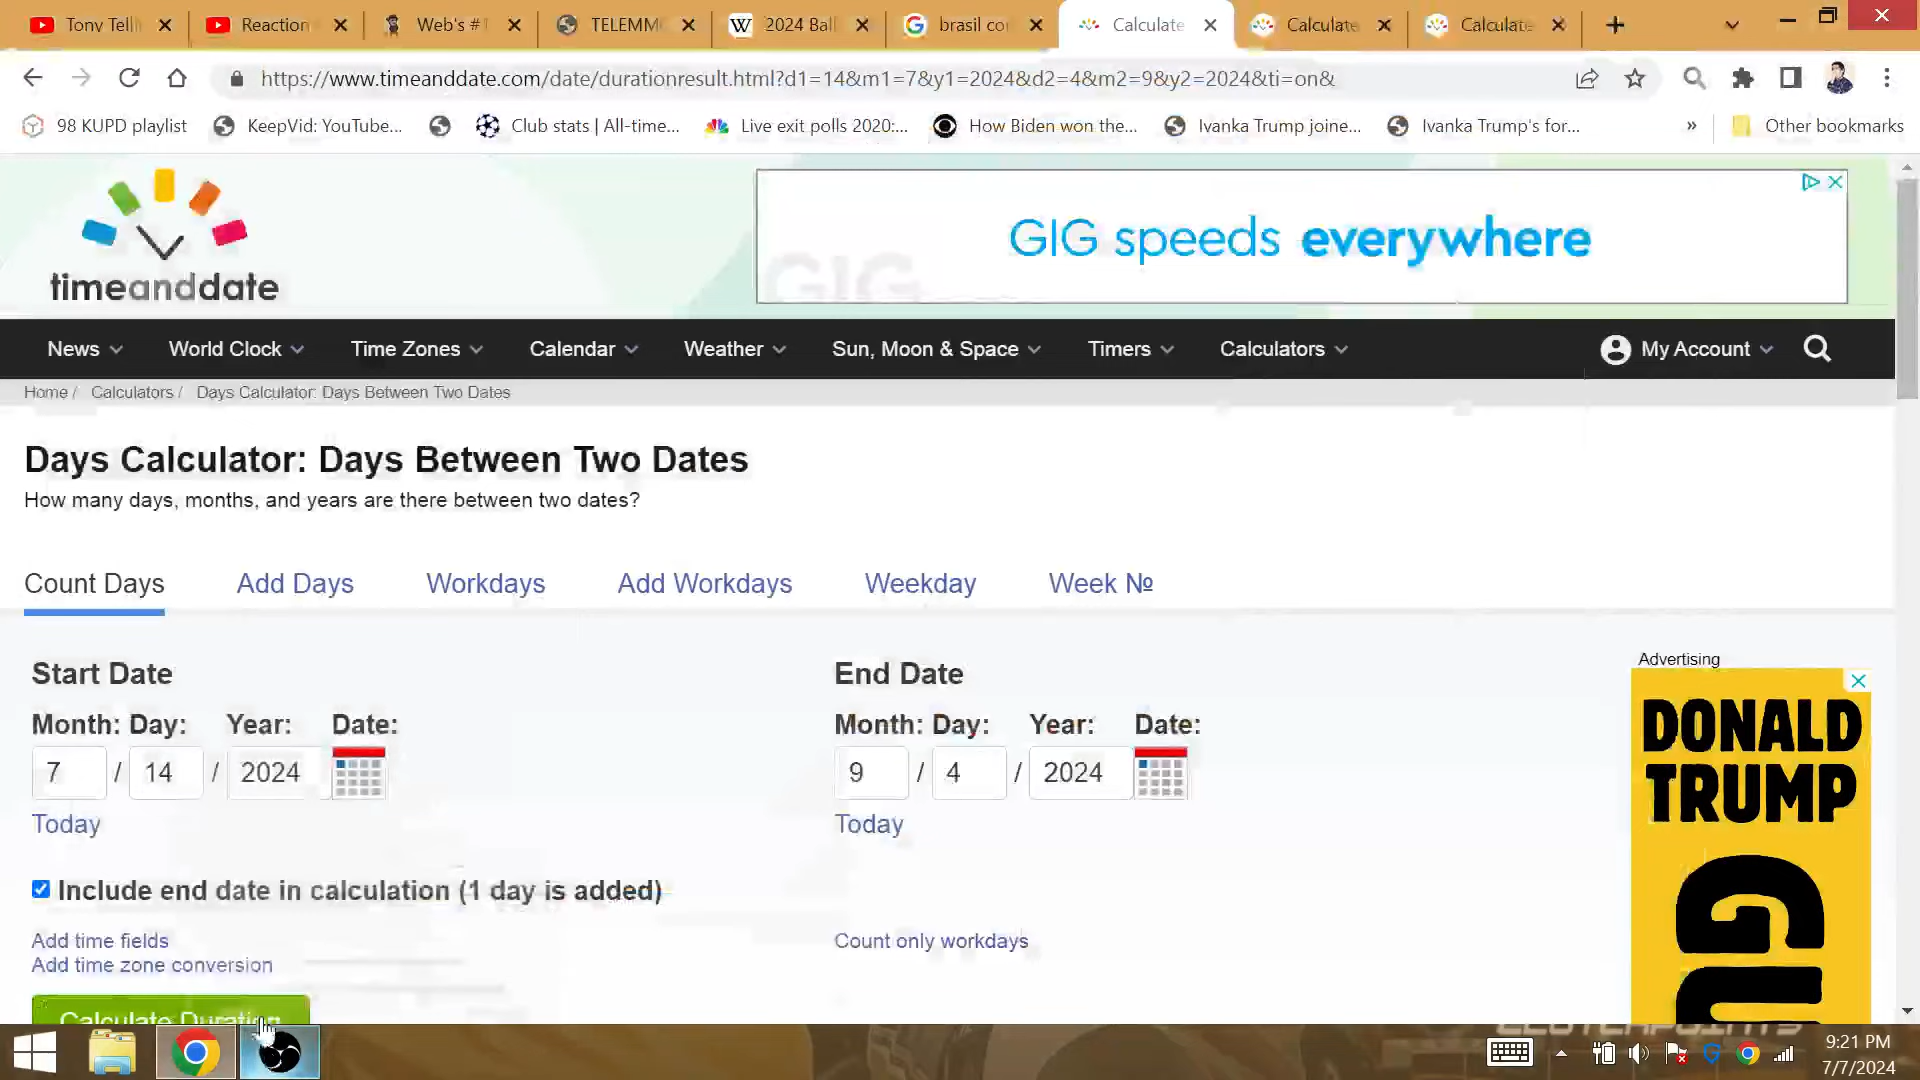 Tony Telli
Reaction
Web's # 1
TELEMM
2024 Ball
brasil co
Calculate
Calculate
Calculate
https://www.timeanddate.com/date/durationresult.html?d1=14&m1=7&y1=2024&d2=4&m2=9&y2=2024&ti=on&
98 KUPD playlist
KeepVid: YouTube...
Club stats | All-time...
Live exit polls 2020:...
How Biden won the...
Ivanka Trump joine...
Ivanka Trump's for...
»
Other bookmarks
timeanddate
GIG
GIG speeds everywhere
News
World Clock
Time Zones
Calendar
Weather
Sun, Moon & Space
Timers
Calculators
My Account
Home /
Calculators /
Days Calculator: Days Between Two Dates
Days Calculator: Days Between Two Dates
How many days, months, and years are there between two dates?
Count Days
Add Days
Workdays
Add Workdays
Weekday
Week №
Start Date
End Date
Month: Day: Year: Date:
Month: Day: Year: Date:
7 / 14 / 2024
9 / 4 / 2024
Today
Today
Include end date in calculation (1 day is added)
Add time fields
Count only workdays
Add time zone conversion
Calculate Duration
Advertising
DONALD
TRUMP
9:21 PM
7/7/2024